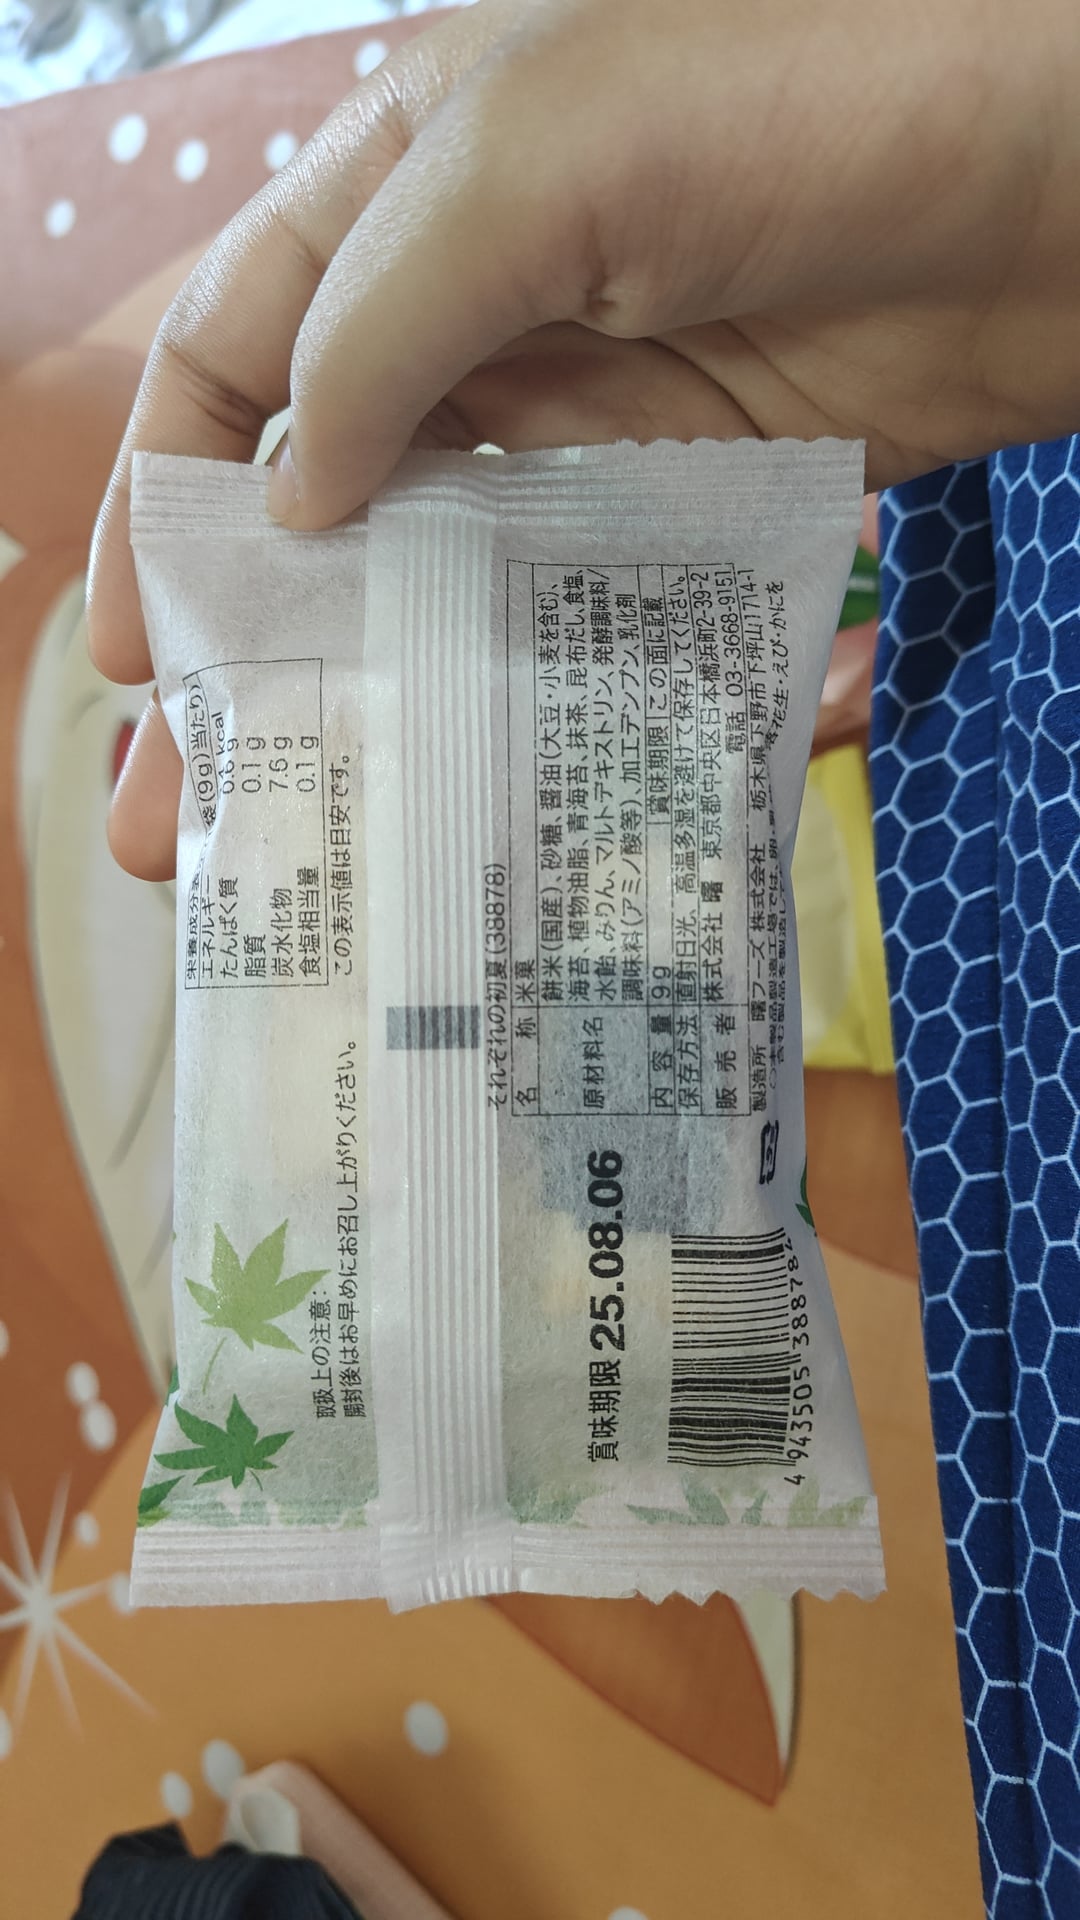 栄養成分表 袋(9g)当たり)
エネルギー kcal
たんぱく質 0.6g
脂質 0.1g
炭水化物 7.6g
食塩相当量 0.1g
この表示値は目安です。
取扱上の注意:
開封後はお早めにお召し上がりください。
それぞれの初夏(38878)
名 称 米菓
原材料名 餅米(国産)、砂糖、醤油(大豆・小麦を含む)、
海苔、植物油脂、青海苔、抹茶、昆布だし、食塩、
水飴、みりん、マルトデキストリン、発酵調味料/
調味料(アミノ酸等)、加工デンプン、乳化剤
内 容 量 9g 賞味期限 この面に記載
保存方法 直射日光、高温多湿を避けて保存してください。
販 売 者 株式会社 曙 東京都中央区日本橋浜町2-39-2
電話 03-3668-9151
製造所 曙フーズ 株式会社 栃木県下野市下坪山1714-1
落花生・えび・かにを
賞味期限 25.08.06
4 943505 38878